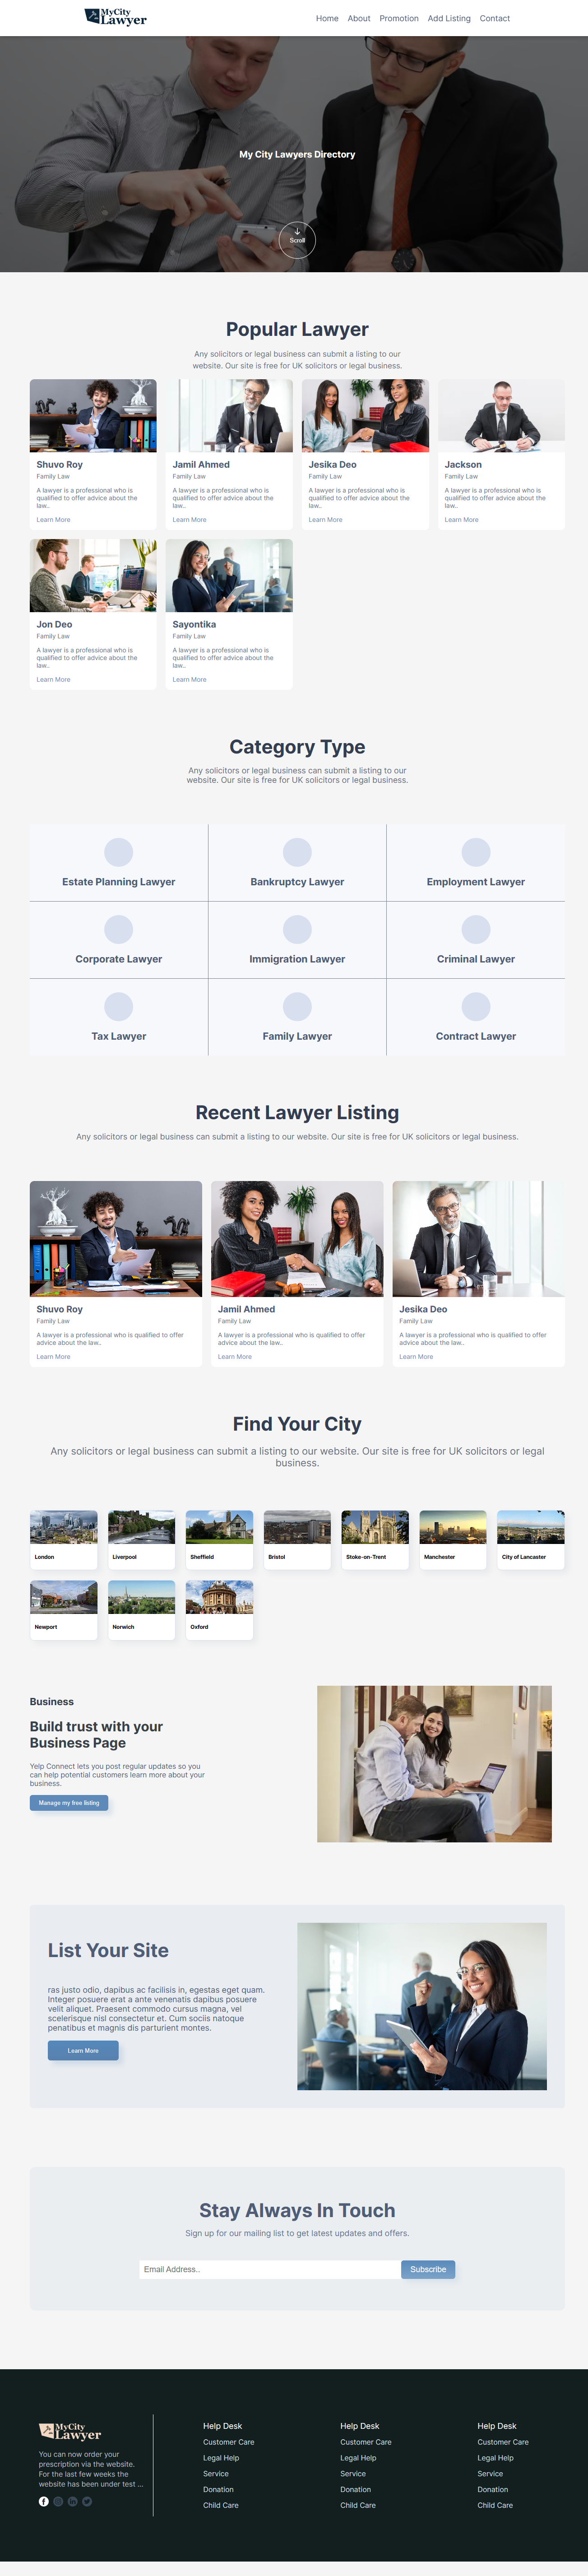 MyCity
Lawyer
Home About Promotion Add Listing Contact
My City Lawyers Directory
Scroll
Popular Lawyer
Any solicitors or legal business can submit a listing to our
website. Our site is free for UK solicitors or legal business.
Shuvo Roy
Family Law
A lawyer is a professional who is
qualified to offer advice about the
law..
Learn More
Jamil Ahmed
Family Law
A lawyer is a professional who is
qualified to offer advice about the
law..
Learn More
Jesika Deo
Family Law
A lawyer is a professional who is
qualified to offer advice about the
law..
Learn More
Jackson
Family Law
A lawyer is a professional who is
qualified to offer advice about the
law..
Learn More
Jon Deo
Family Law
A lawyer is a professional who is
qualified to offer advice about the
law..
Learn More
Sayontika
Family Law
A lawyer is a professional who is
qualified to offer advice about the
law..
Learn More
Category Type
Any solicitors or legal business can submit a listing to our
website. Our site is free for UK solicitors or legal business.
Estate Planning Lawyer
Bankruptcy Lawyer
Employment Lawyer
Corporate Lawyer
Immigration Lawyer
Criminal Lawyer
Tax Lawyer
Family Lawyer
Contract Lawyer
Recent Lawyer Listing
Any solicitors or legal business can submit a listing to our website. Our site is free for UK solicitors or legal business.
Shuvo Roy
Family Law
A lawyer is a professional who is qualified to offer
advice about the law..
Learn More
Jamil Ahmed
Family Law
A lawyer is a professional who is qualified to offer
advice about the law..
Learn More
Jesika Deo
Family Law
A lawyer is a professional who is qualified to offer
advice about the law..
Learn More
Find Your City
Any solicitors or legal business can submit a listing to our website. Our site is free for UK solicitors or legal
business.
London
Liverpool
Sheffield
Bristol
Stoke-on-Trent
Manchester
City of Lancaster
Newport
Norwich
Oxford
Business
Build trust with your
Business Page
Yelp Connect lets you post regular updates so you
can help potential customers learn more about your
business.
Manage my free listing
List Your Site
ras justo odio, dapibus ac facilisis in, egestas eget quam.
Integer posuere erat a ante venenatis dapibus posuere
velit aliquet. Praesent commodo cursus magna, vel
scelerisque nisl consectetur et. Cum sociis natoque
penatibus et magnis dis parturient montes.
Learn More
Stay Always In Touch
Sign up for our mailing list to get latest updates and offers.
Email Address..
Subscribe
MyCity
Lawyer
You can now order your
prescription via the website.
For the last few weeks the
website has been under test ...
Help Desk
Customer Care
Legal Help
Service
Donation
Child Care
Help Desk
Customer Care
Legal Help
Service
Donation
Child Care
Help Desk
Customer Care
Legal Help
Service
Donation
Child Care